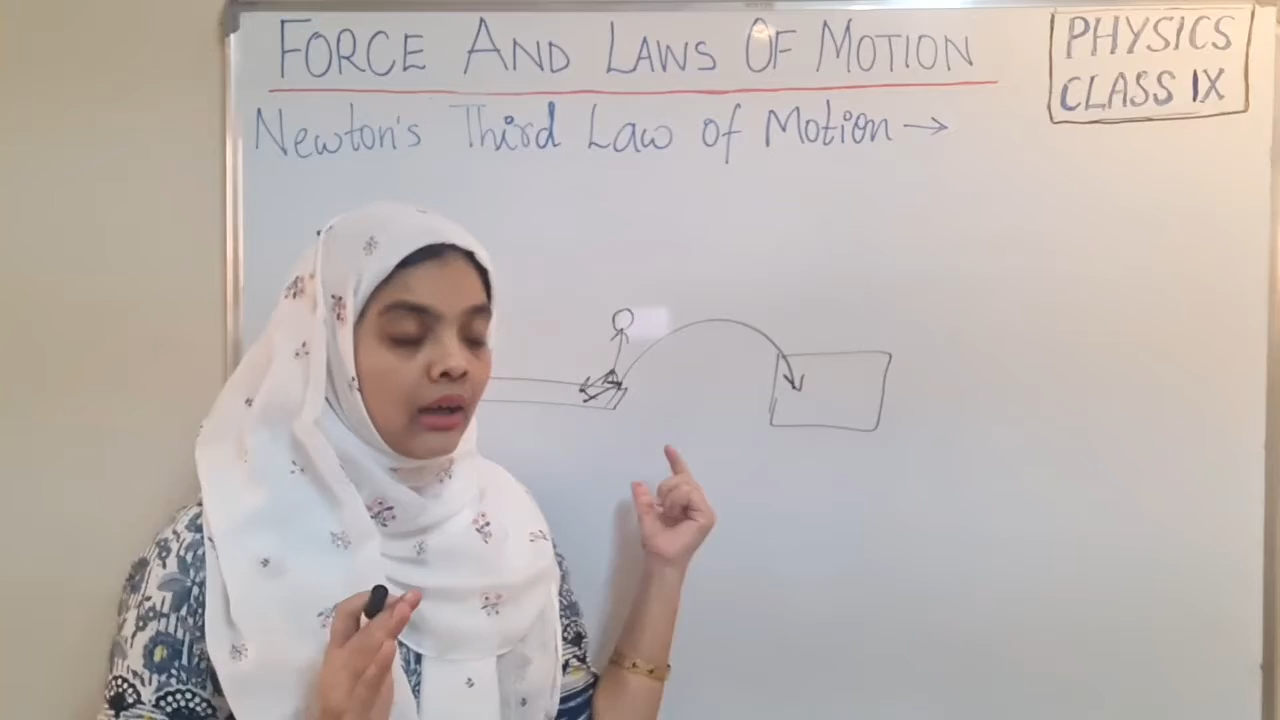 FORCE AND LAWS OF MOTION
PHYSICS
CLASS IX
Newton's Third Law of Motion →